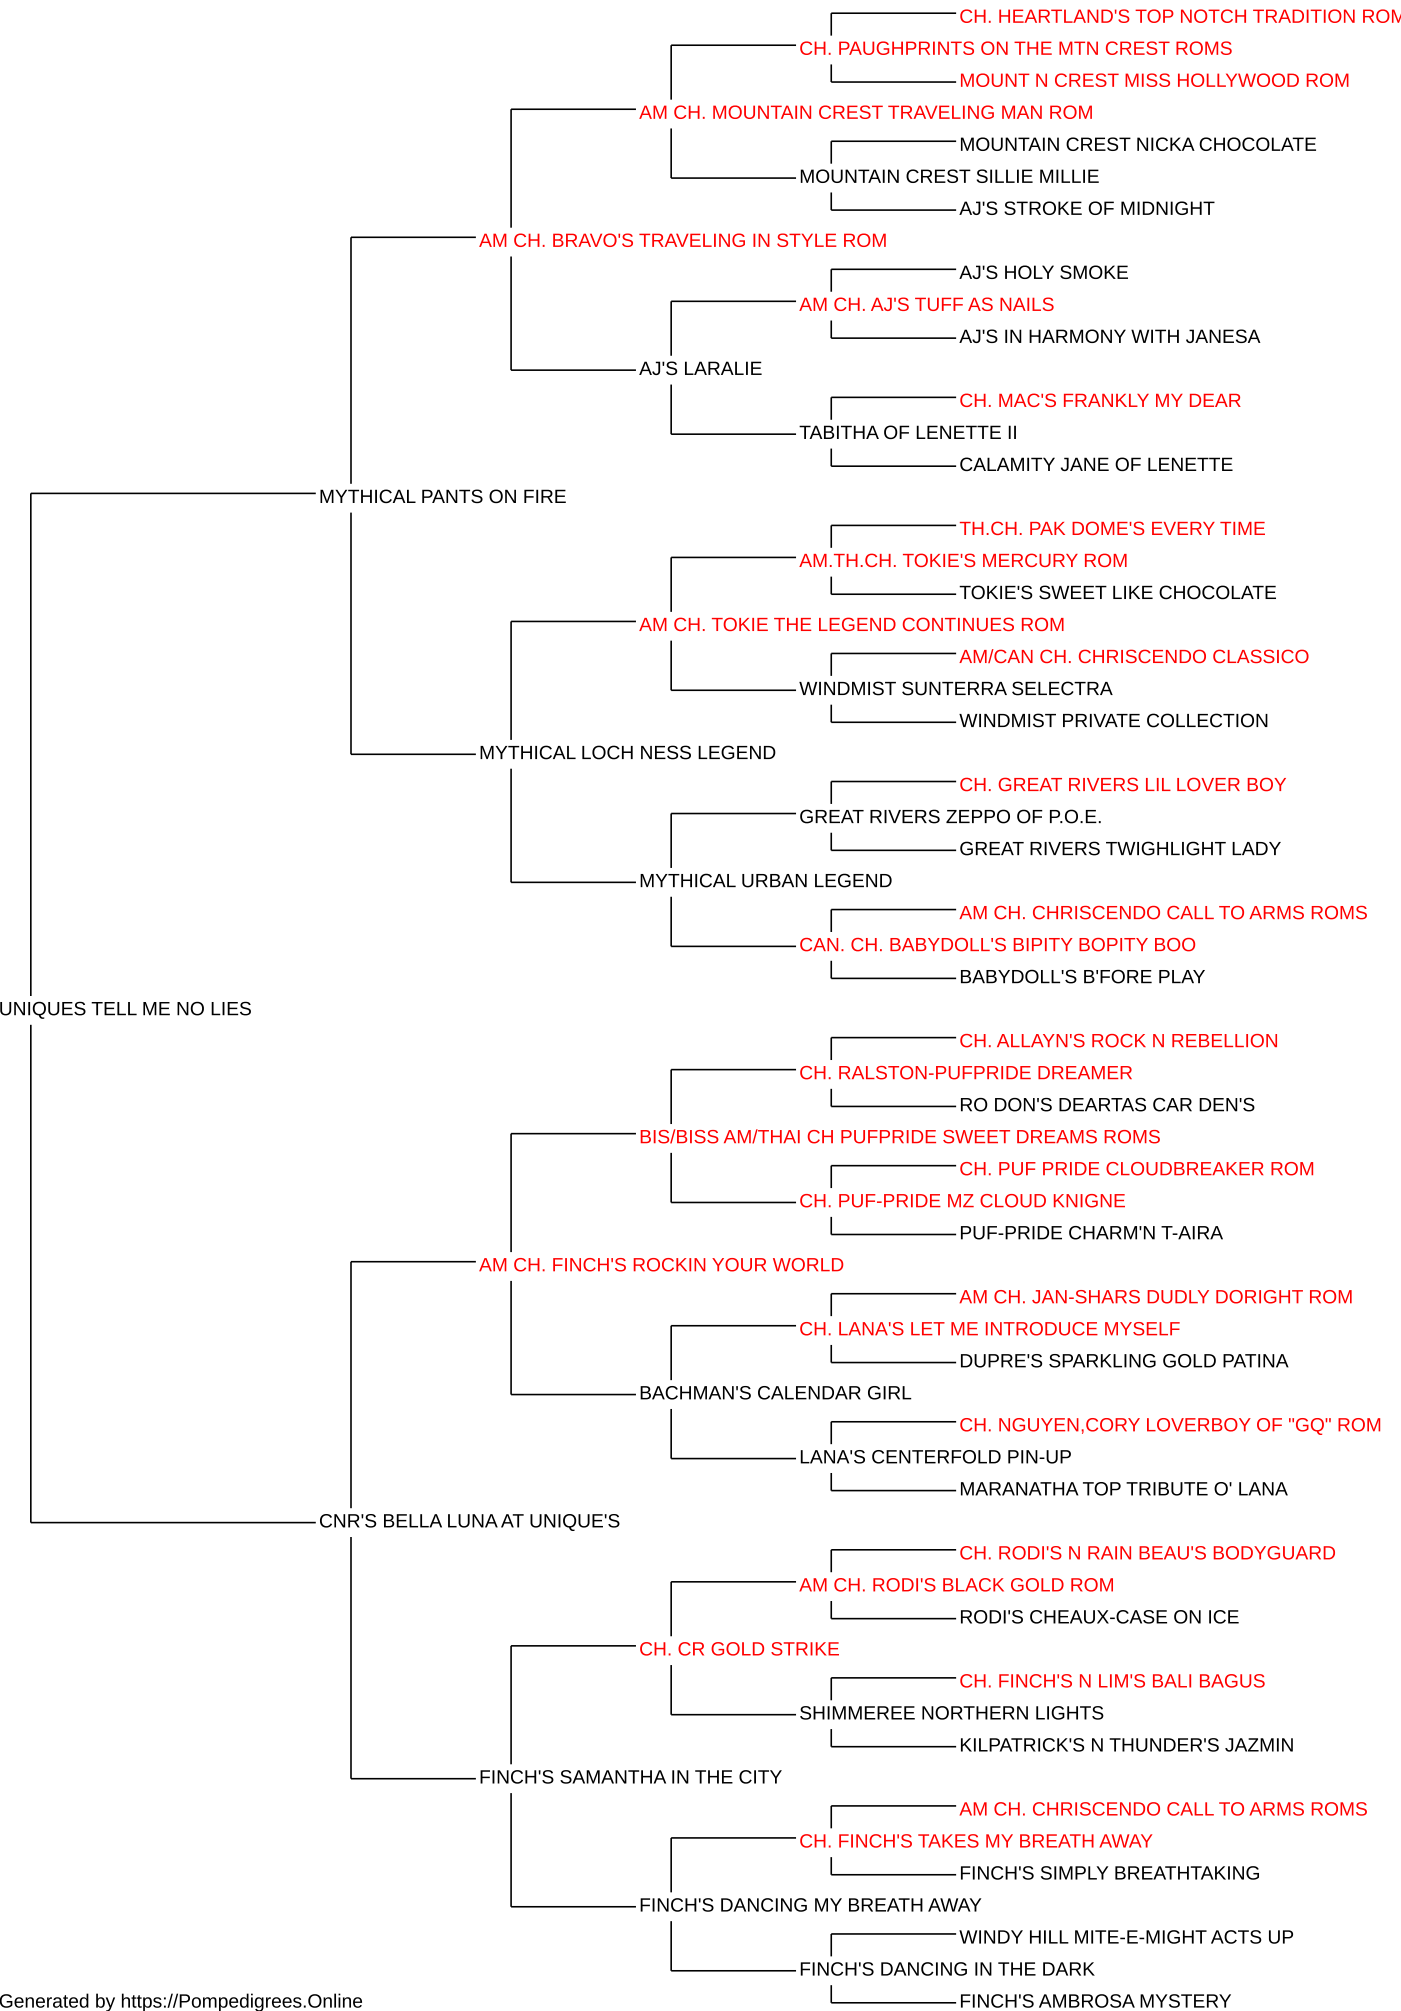 CH. HEARTLAND'S TOP NOTCH TRADITION ROM
CH. PAUGHPRINTS ON THE MTN CREST ROMS
MOUNT N CREST MISS HOLLYWOOD ROM
AM CH. MOUNTAIN CREST TRAVELING MAN ROM
MOUNTAIN CREST NICKA CHOCOLATE
MOUNTAIN CREST SILLIE MILLIE
AJ'S STROKE OF MIDNIGHT
AM CH. BRAVO'S TRAVELING IN STYLE ROM
AJ'S HOLY SMOKE
AM CH. AJ'S TUFF AS NAILS
AJ'S IN HARMONY WITH JANESA
AJ'S LARALIE
CH. MAC'S FRANKLY MY DEAR
TABITHA OF LENETTE II
CALAMITY JANE OF LENETTE
MYTHICAL PANTS ON FIRE
TH.CH. PAK DOME'S EVERY TIME
AM.TH.CH. TOKIE'S MERCURY ROM
TOKIE'S SWEET LIKE CHOCOLATE
AM CH. TOKIE THE LEGEND CONTINUES ROM
AM/CAN CH. CHRISCENDO CLASSICO
WINDMIST SUNTERRA SELECTRA
WINDMIST PRIVATE COLLECTION
MYTHICAL LOCH NESS LEGEND
CH. GREAT RIVERS LIL LOVER BOY
GREAT RIVERS ZEPPO OF P.O.E.
GREAT RIVERS TWIGHLIGHT LADY
MYTHICAL URBAN LEGEND
AM CH. CHRISCENDO CALL TO ARMS ROMS
CAN. CH. BABYDOLL'S BIPITY BOPITY BOO
BABYDOLL'S B'FORE PLAY
UNIQUES TELL ME NO LIES
CH. ALLAYN'S ROCK N REBELLION
CH. RALSTON-PUFPRIDE DREAMER
RO DON'S DEARTAS CAR DEN'S
BIS/BISS AM/THAI CH PUFPRIDE SWEET DREAMS ROMS
CH. PUF PRIDE CLOUDBREAKER ROM
CH. PUF-PRIDE MZ CLOUD KNIGNE
PUF-PRIDE CHARM'N T-AIRA
AM CH. FINCH'S ROCKIN YOUR WORLD
AM CH. JAN-SHARS DUDLY DORIGHT ROM
CH. LANA'S LET ME INTRODUCE MYSELF
DUPRE'S SPARKLING GOLD PATINA
BACHMAN'S CALENDAR GIRL
CH. NGUYEN,CORY LOVERBOY OF "GQ" ROM
LANA'S CENTERFOLD PIN-UP
MARANATHA TOP TRIBUTE O' LANA
CNR'S BELLA LUNA AT UNIQUE'S
CH. RODI'S N RAIN BEAU'S BODYGUARD
AM CH. RODI'S BLACK GOLD ROM
RODI'S CHEAUX-CASE ON ICE
CH. CR GOLD STRIKE
CH. FINCH'S N LIM'S BALI BAGUS
SHIMMEREE NORTHERN LIGHTS
KILPATRICK'S N THUNDER'S JAZMIN
FINCH'S SAMANTHA IN THE CITY
AM CH. CHRISCENDO CALL TO ARMS ROMS
CH. FINCH'S TAKES MY BREATH AWAY
FINCH'S SIMPLY BREATHTAKING
FINCH'S DANCING MY BREATH AWAY
WINDY HILL MITE-E-MIGHT ACTS UP
FINCH'S DANCING IN THE DARK
FINCH'S AMBROSA MYSTERY
Generated by https://Pompedigrees.Online